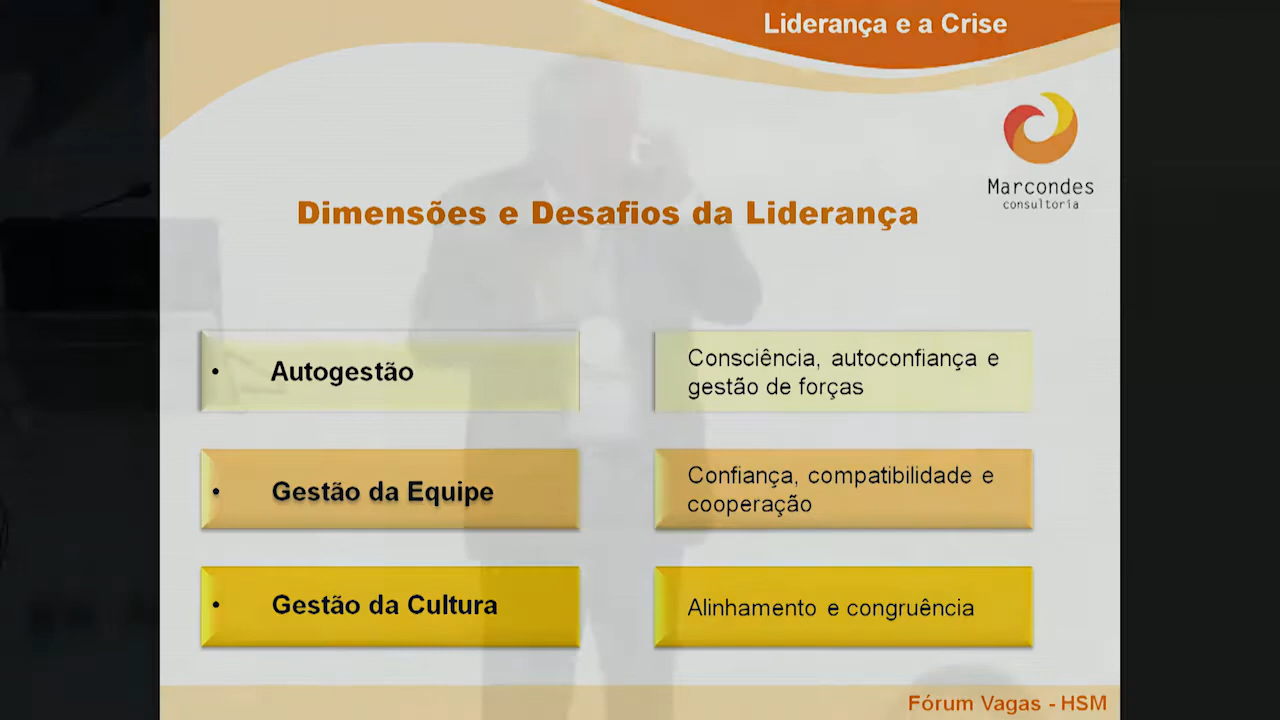 Liderança e a Crise
Marcondes
consultoria
Dimensões e Desafios da Liderança
• Autogestão
Consciência, autoconfiança e
gestão de forças
• Gestão da Equipe
Confiança, compatibilidade e
cooperação
• Gestão da Cultura
Alinhamento e congruência
Fórum Vagas - HSM